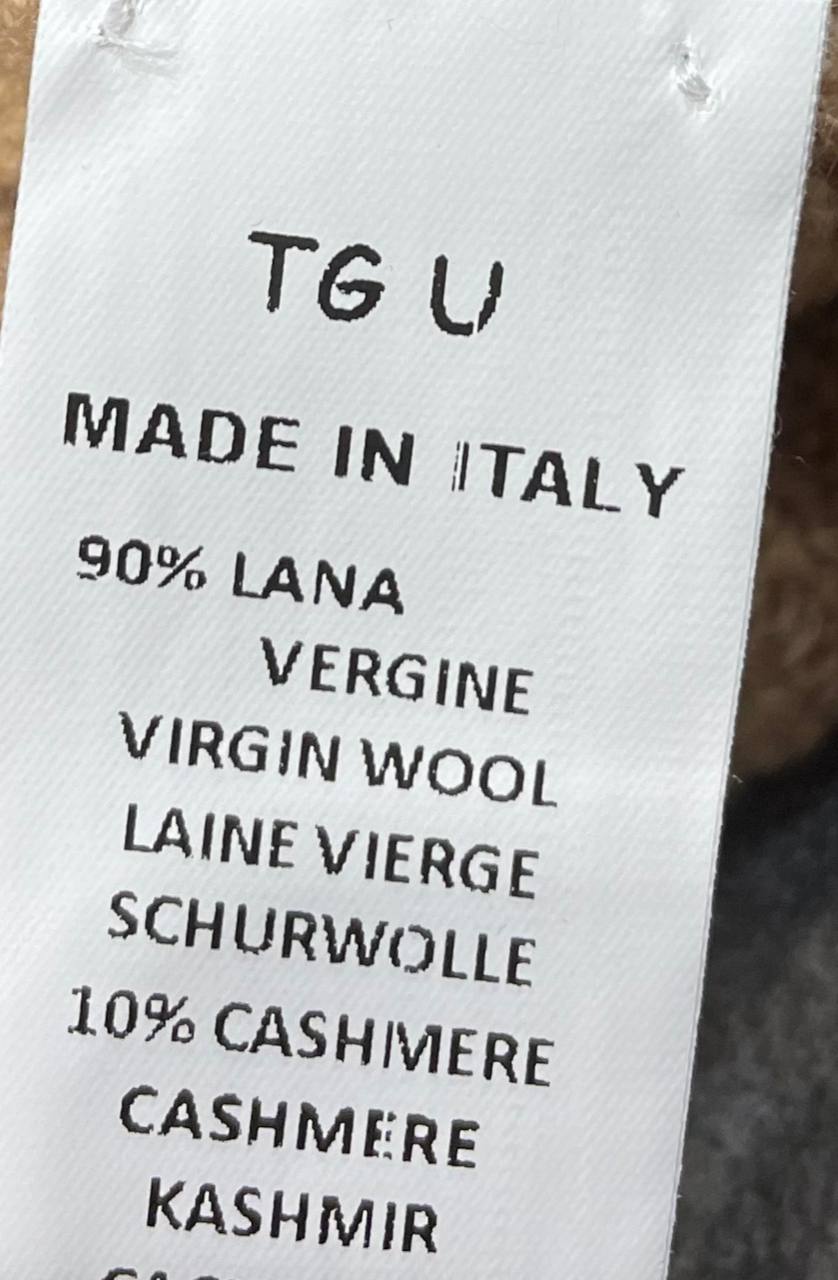 TG U
MADE IN ITALY
90% LANA
VERGINE
VIRGIN WOOL
LAINE VIERGE
SCHURWOLLE
10% CASHMERE
CASHMERE
KASHMIR